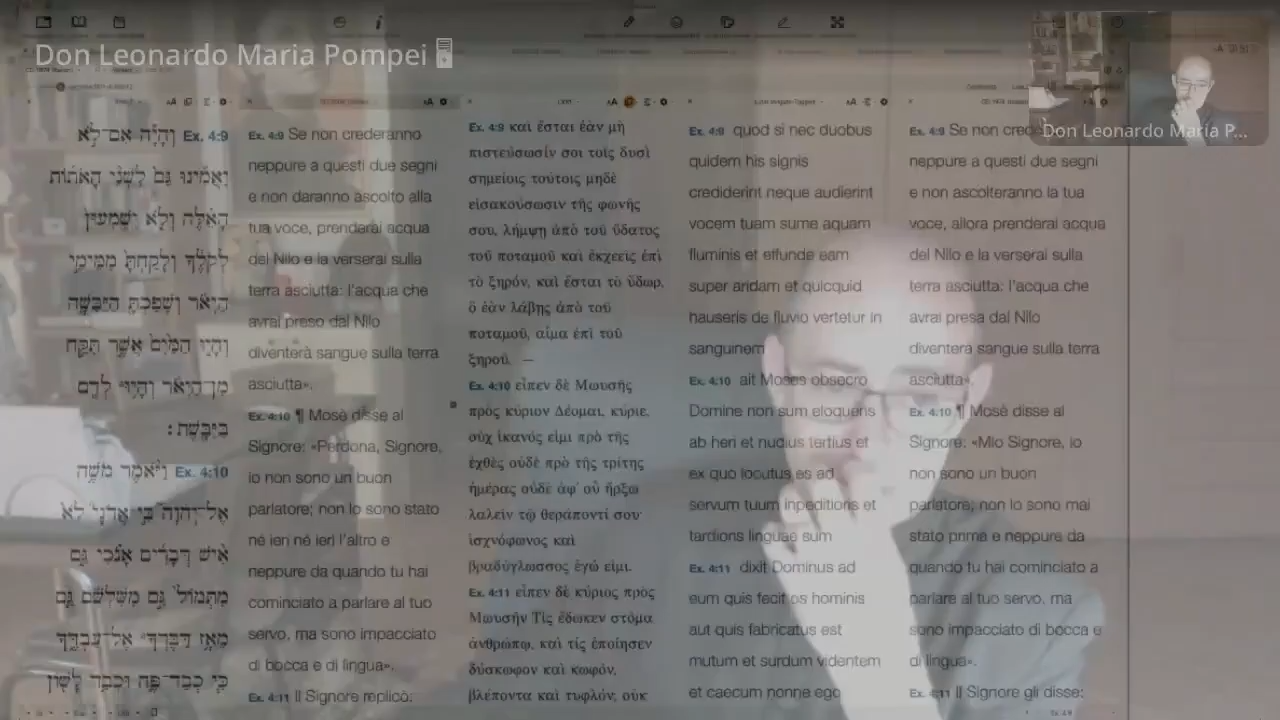 Don Leonardo Maria Pompei
Don Leonardo Maria P...
Ex. 4:9 וְהָיָ֡ה אִם־לֹ֣א
יַאֲמִ֡ינוּ גַּם֩ לִשְׁנֵ֨י הָאֹת֜וֹת
הָאֵ֗לֶּה וְלֹ֤א יִשְׁמְעוּן֙
לְקֹלֶ֔ךָ וְלָקַחְתָּ֙ מִמֵּימֵ֣י
הַיְאֹ֔ר וְשָׁפַכְתָּ֖ הַיַּבָּשָׁ֑ה
וְהָי֤וּ הַמַּ֙יִם֙ אֲשֶׁ֣ר תִּקַּ֣ח
מִן־הַיְאֹ֔ר וְהָי֥וּ לְדָ֖ם
בַּיַּבָּֽשֶׁת׃
Ex. 4:10 וַיֹּ֨אמֶר מֹשֶׁ֣ה
אֶל־יְהוָה֮ בִּ֣י אֲדֹנָי֒ לֹא֩
אִ֨ישׁ דְּבָרִ֜ים אָנֹ֗כִי גַּ֤ם
מִתְּמוֹל֙ גַּ֣ם מִשִּׁלְשֹׁ֔ם גַּ֛ם
מֵאָ֥ז דַּבֶּרְךָ֖ אֶל־עַבְדֶּ֑ךָ
כִּ֧י כְבַד־פֶּ֛ה וּכְבַ֥ד לָשׁ֖וֹן
Ex. 4:9 Se non crederanno
neppure a questi due segni
e non daranno ascolto alla
tua voce, prenderai acqua
del Nilo e la verserai sulla
terra asciutta: l'acqua che
avrai preso dal Nilo
diventerà sangue sulla terra
asciutta».
Ex. 4:10 ¶ Mosè disse al
Signore: «Perdona, Signore,
io non sono un buon
parlatore; non lo sono stato
né ieri né ieri l'altro e
neppure da quando tu hai
cominciato a parlare al tuo
servo, ma sono impacciato
di bocca e di lingua».
Ex. 4:11 Il Signore replicò:
Ex. 4:9 καὶ ἔσται ἐὰν μὴ
πιστεύσωσίν σοι τοῖς δυσὶ
σημείοις τούτοις μηδὲ
εἰσακούσωσιν τῆς φωνῆς
σου, λήμψῃ ἀπὸ τοῦ ὕδατος
τοῦ ποταμοῦ καὶ ἐκχεεῖς ἐπὶ
τὸ ξηρόν, καὶ ἔσται τὸ ὕδωρ,
ὃ ἐὰν λάβῃς ἀπὸ τοῦ
ποταμοῦ, αἷμα ἐπὶ τοῦ
ξηροῦ. —
Ex. 4:10 εἶπεν δὲ Μωυσῆς
πρὸς κύριον Δέομαι, κύριε,
οὐχ ἱκανός εἰμι πρὸ τῆς
ἐχθὲς οὐδὲ πρὸ τῆς τρίτης
ἡμέρας οὐδὲ ἀφ᾽ οὗ ἤρξω
λαλεῖν τῷ θεράποντί σου·
ἰσχνόφωνος καὶ
βραδύγλωσσος ἐγώ εἰμι.
Ex. 4:11 εἶπεν δὲ κύριος πρὸς
Μωυσῆν Τίς ἔδωκεν στόμα
ἀνθρώπῳ, καὶ τίς ἐποίησεν
δύσκωφον καὶ κωφόν,
βλέποντα καὶ τυφλόν; οὐκ
Ex. 4:9 quod si nec duobus
quidem his signis
crediderint neque audierint
vocem tuam sume aquam
fluminis et effunde eam
super aridam et quicquid
hauseris de fluvio vertetur in
sanguinem
Ex. 4:10 ait Moses obsecro
Domine non sum eloquens
ab heri et nudius tertius et
ex quo locutus es ad
servum tuum inpeditioris et
tardioris linguae sum
Ex. 4:11 dixit Dominus ad
eum quis fecit os hominis
aut quis fabricatus est
mutum et surdum videntem
et caecum nonne ego
Ex. 4:9 Se non crede
neppure a questi due segni
e non ascolteranno la tua
voce, allora prenderai acqua
del Nilo e la verserai sulla
terra asciutta: l'acqua che
avrai presa dal Nilo
diventerà sangue sulla terra
asciutta».
Ex. 4:10 ¶ Mosè disse al
Signore: «Mio Signore, io
non sono un buon
parlatore; non lo sono mai
stato prima e neppure da
quando tu hai cominciato a
parlare al tuo servo, ma
sono impacciato di bocca e
di lingua».
Ex. 4:11 Il Signore gli disse: